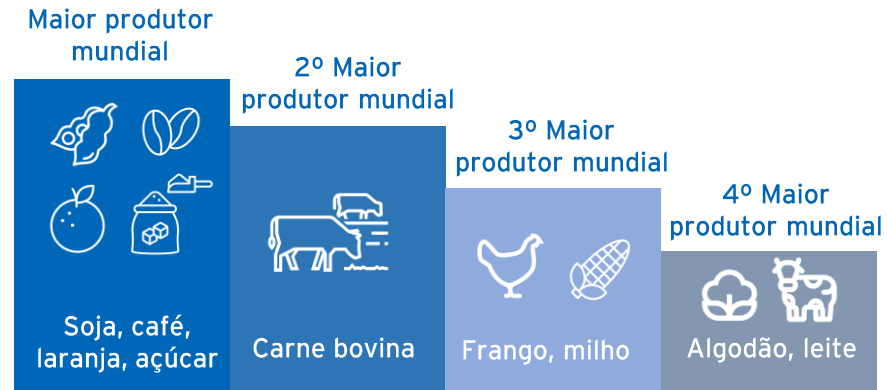 Maior produtor
mundial
Soja, café,
laranja, açúcar
2º Maior
produtor mundial
Carne bovina
3º Maior
produtor mundial
Frango, milho
4º Maior
produtor mundial
Algodão, leite